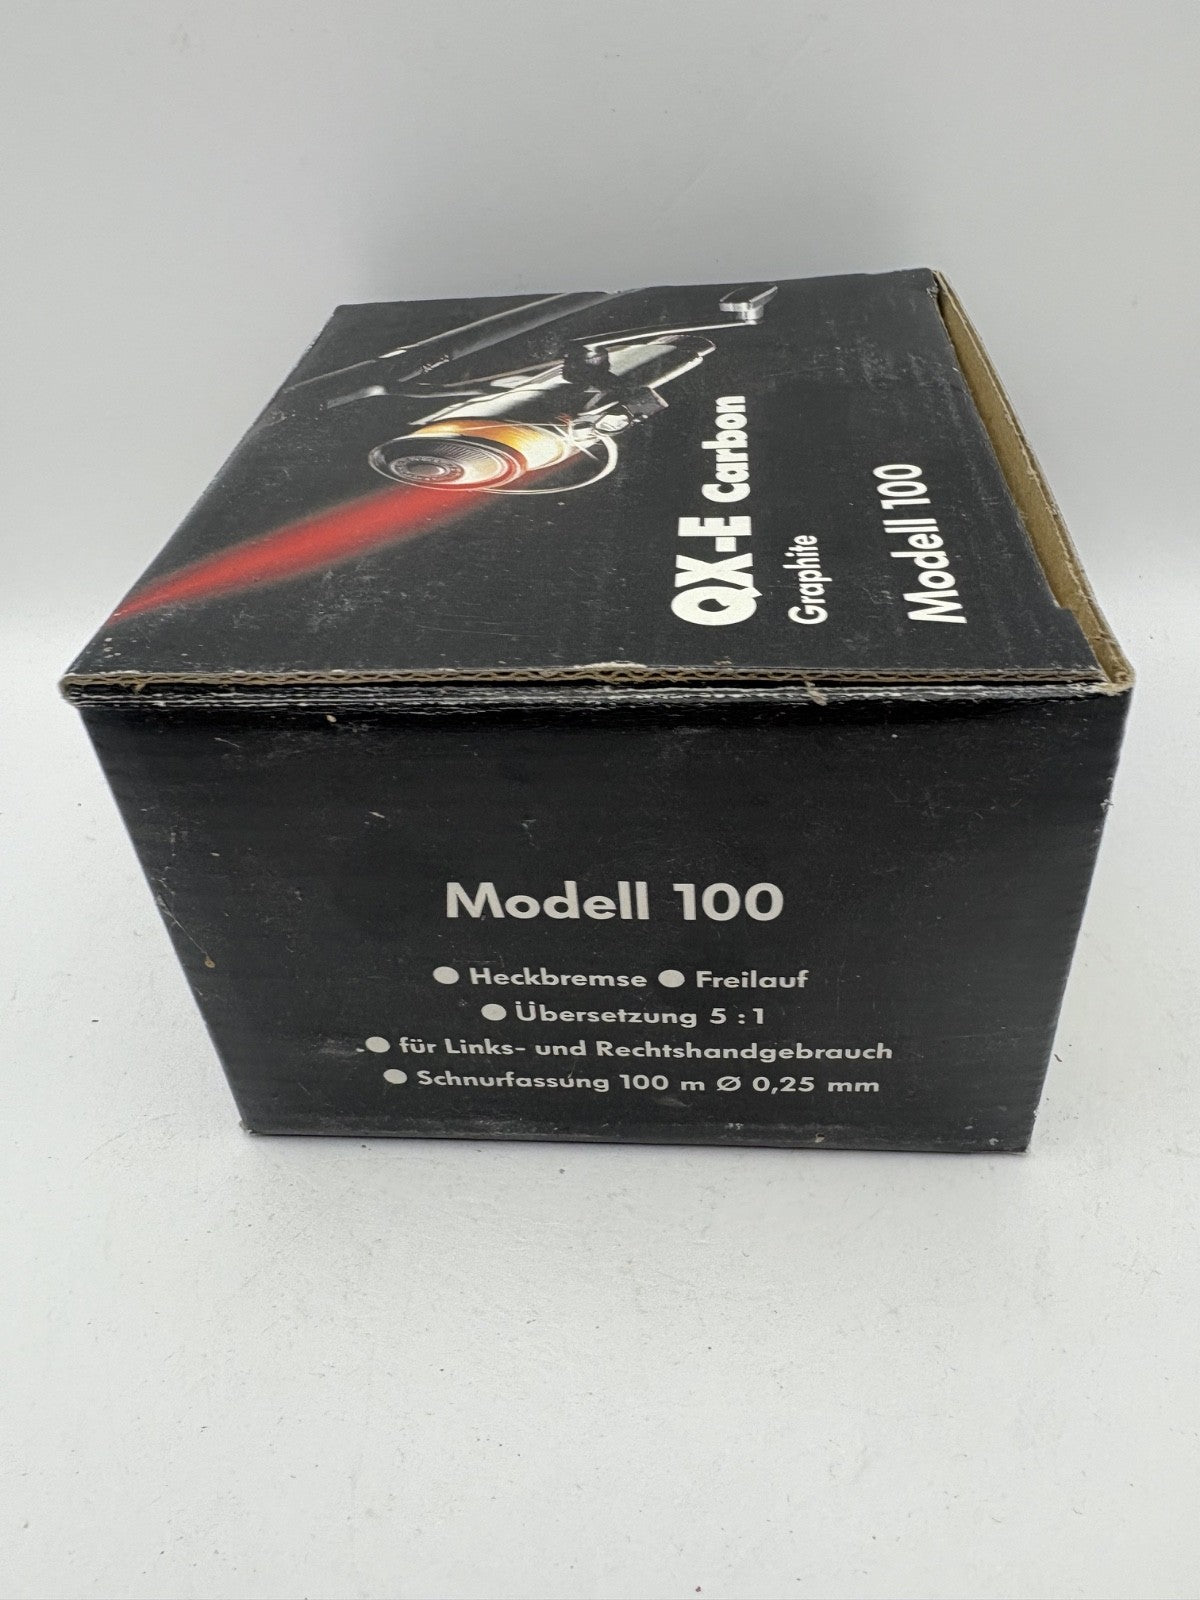 QX-E Carbon
Graphite
Modell 100
Modell 100
● Heckbremse ● Freilauf
● Übersetzung 5 : 1
● für Links- und Rechtshandgebrauch
● Schnurfassung 100 m Ø 0,25 mm